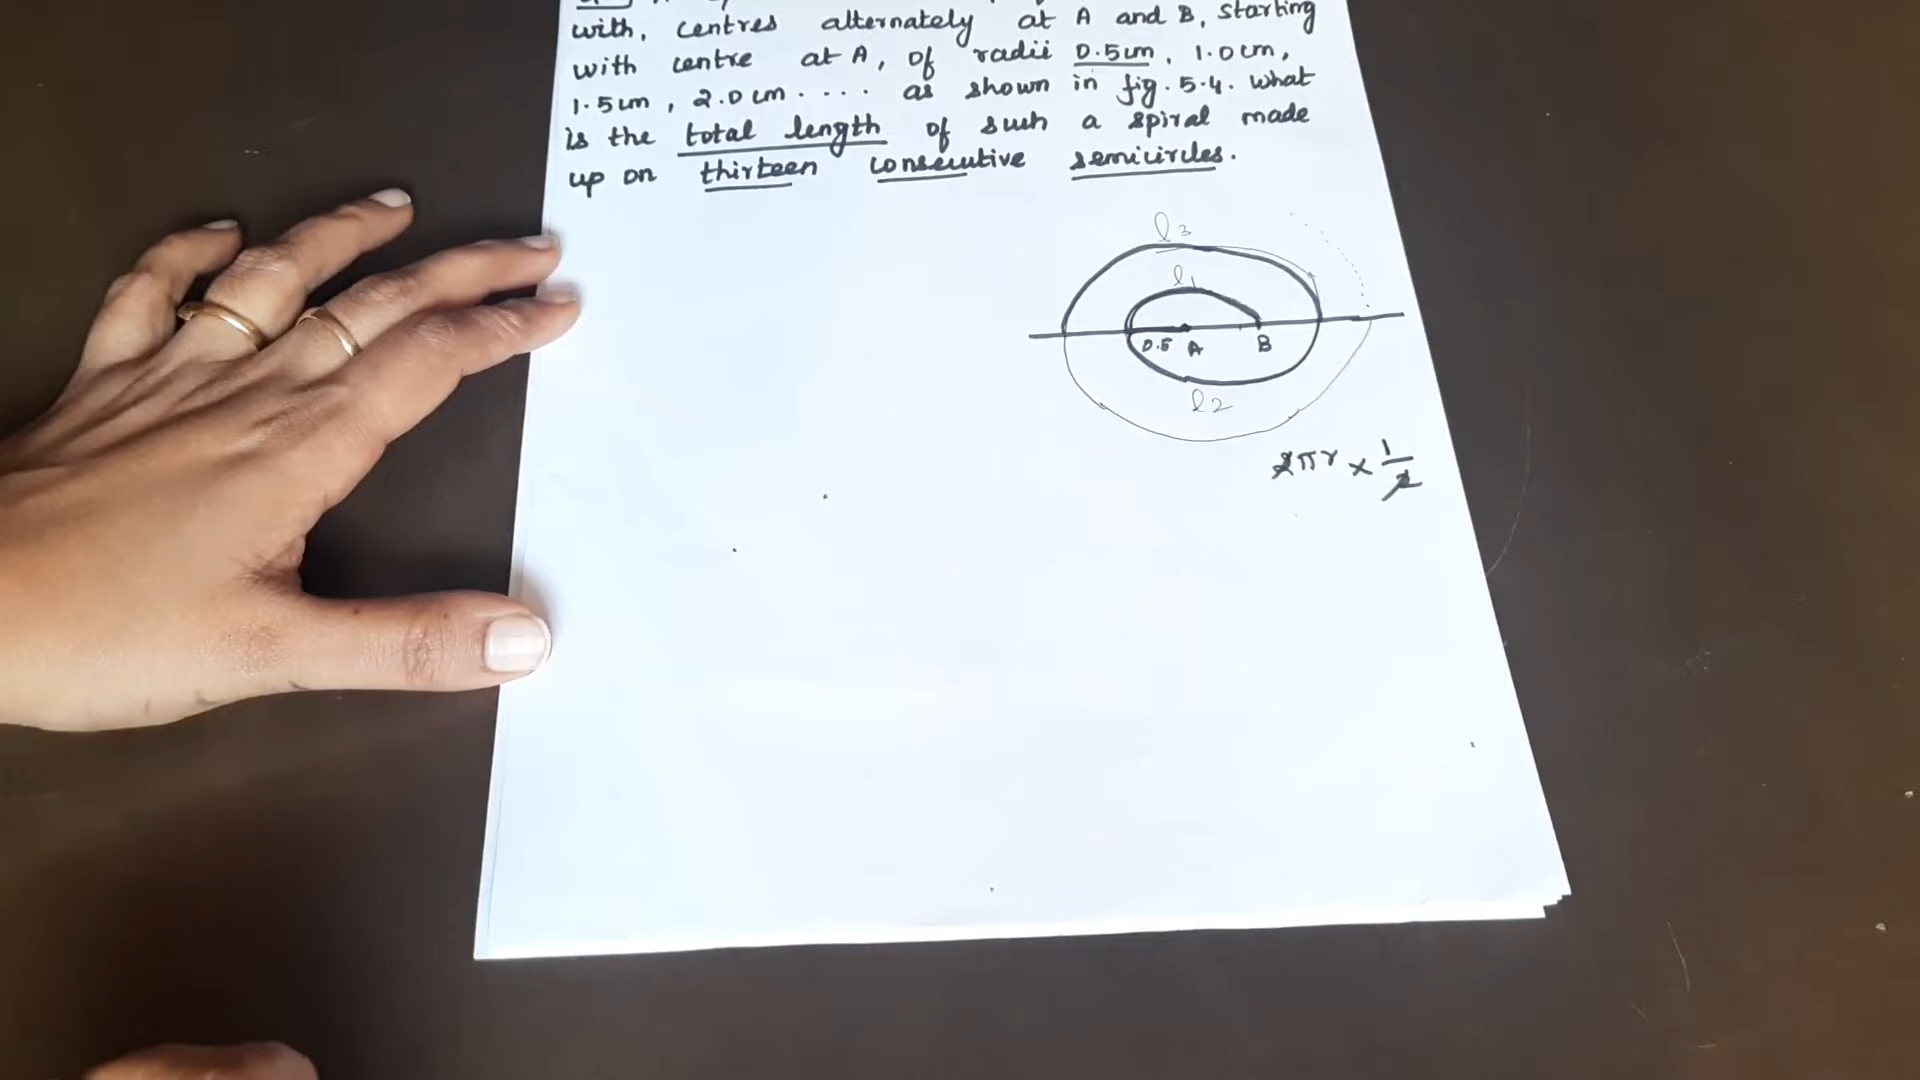 with, centres alternately at A and B, starting
with centre at A, of radii 0.5cm, 1.0cm,
1.5cm, 2.0cm.... as shown in fig. 5.4. what
is the total length of such a spiral made
up on thirteen consecutive semicircles.
l3
l1
0.5 A B
l2
2πr × 1/2